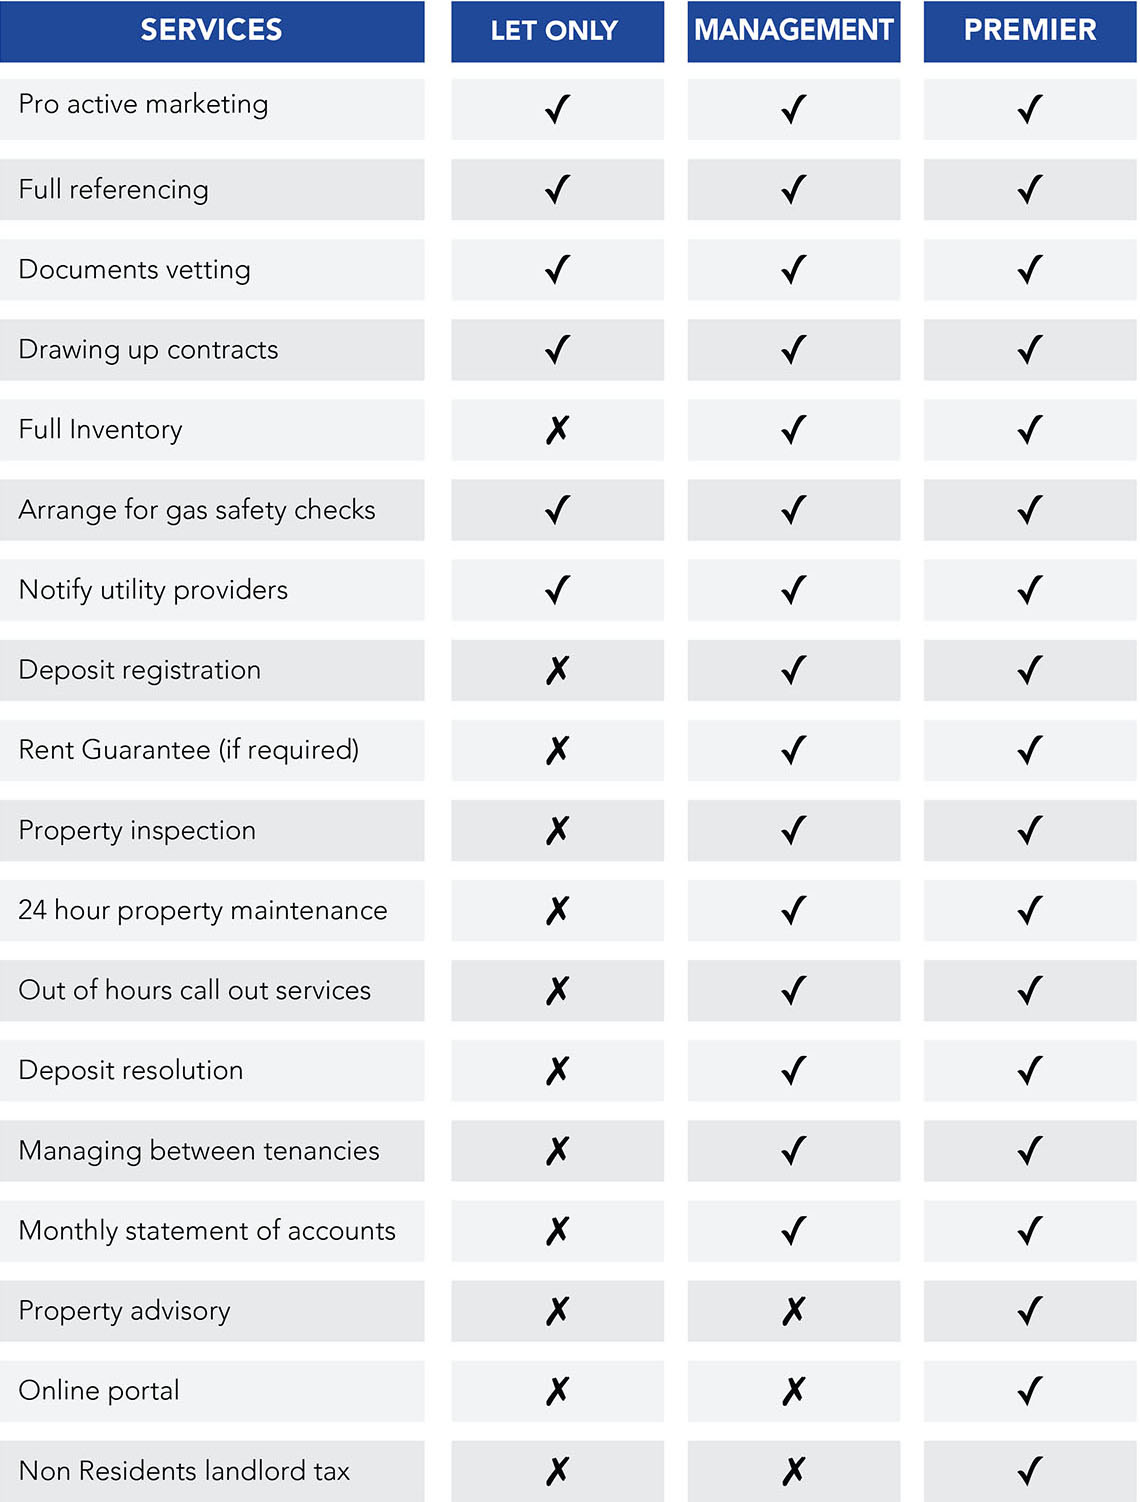 SERVICES LET ONLY MANAGEMENT PREMIER
Pro active marketing ✓ ✓ ✓
Full referencing ✓ ✓ ✓
Documents vetting ✓ ✓ ✓
Drawing up contracts ✓ ✓ ✓
Full Inventory ✗ ✓ ✓
Arrange for gas safety checks ✓ ✓ ✓
Notify utility providers ✓ ✓ ✓
Deposit registration ✗ ✓ ✓
Rent Guarantee (if required) ✗ ✓ ✓
Property inspection ✗ ✓ ✓
24 hour property maintenance ✗ ✓ ✓
Out of hours call out services ✗ ✓ ✓
Deposit resolution ✗ ✓ ✓
Managing between tenancies ✗ ✓ ✓
Monthly statement of accounts ✗ ✓ ✓
Property advisory ✗ ✗ ✓
Online portal ✗ ✗ ✓
Non Residents landlord tax ✗ ✗ ✓